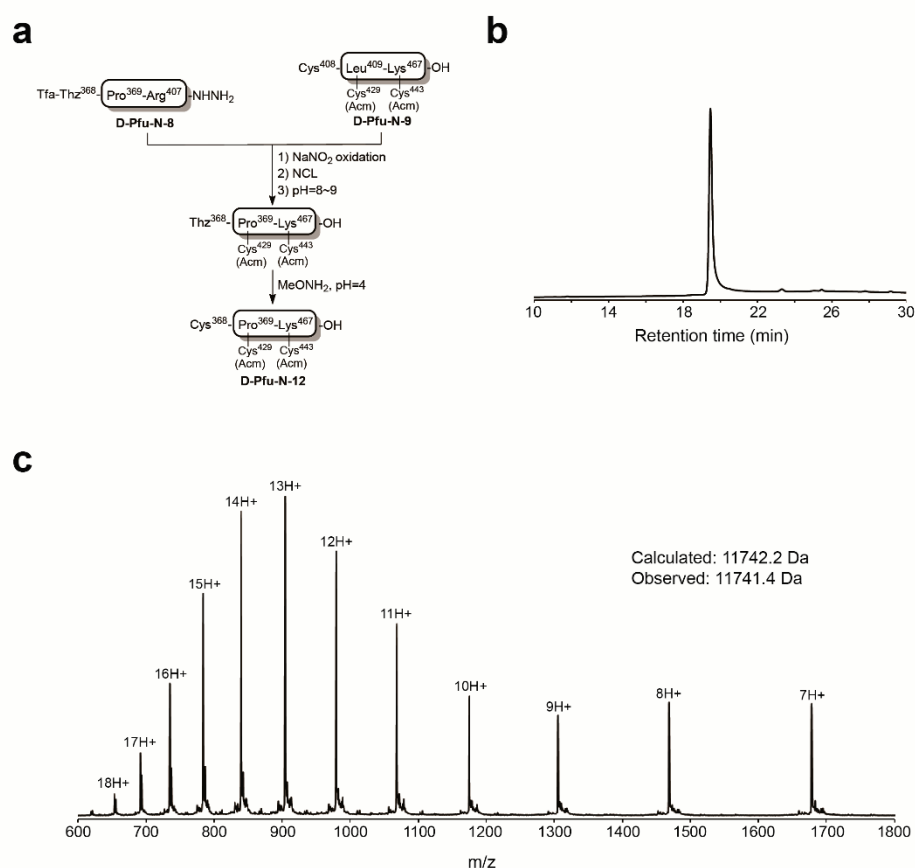 a
Tfa-Thz³⁶⁸-Pro³⁶⁹-Arg⁴⁰⁷-NHNH₂
D-Pfu-N-8
Cys⁴⁰⁸-Leu⁴⁰⁹-Lys⁴⁶⁷-OH
Cys⁴²⁹ Cys⁴⁴³
(Acm) (Acm)
D-Pfu-N-9
1) NaNO₂ oxidation
2) NCL
3) pH=8~9
Thz³⁶⁸-Pro³⁶⁹-Lys⁴⁶⁷-OH
Cys⁴²⁹ Cys⁴⁴³
(Acm) (Acm)
MeONH₂, pH=4
Cys³⁶⁸-Pro³⁶⁹-Lys⁴⁶⁷-OH
Cys⁴²⁹ Cys⁴⁴³
(Acm) (Acm)
D-Pfu-N-12
b
10 14 18 22 26 30
Retention time (min)
c
18H+
17H+
16H+
15H+
14H+
13H+
12H+
11H+
10H+
9H+
8H+
7H+
Calculated: 11742.2 Da
Observed: 11741.4 Da
600 700 800 900 1000 1100 1200 1300 1400 1500 1600 1700 1800
m/z